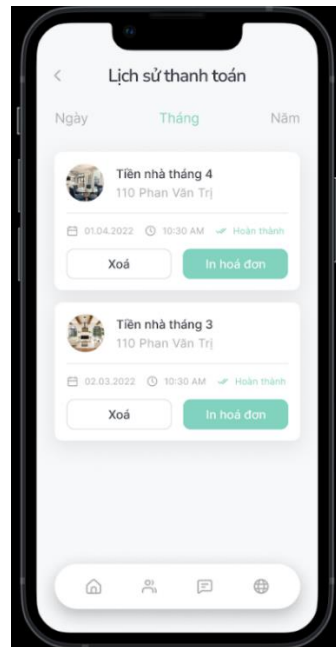 Lịch sử thanh toán
Ngày Tháng Năm
Tiền nhà tháng 4
110 Phan Văn Trị
01.04.2022 10:30 AM Hoàn thành
Xoá In hoá đơn
Tiền nhà tháng 3
110 Phan Văn Trị
02.03.2022 10:30 AM Hoàn thành
Xoá In hoá đơn